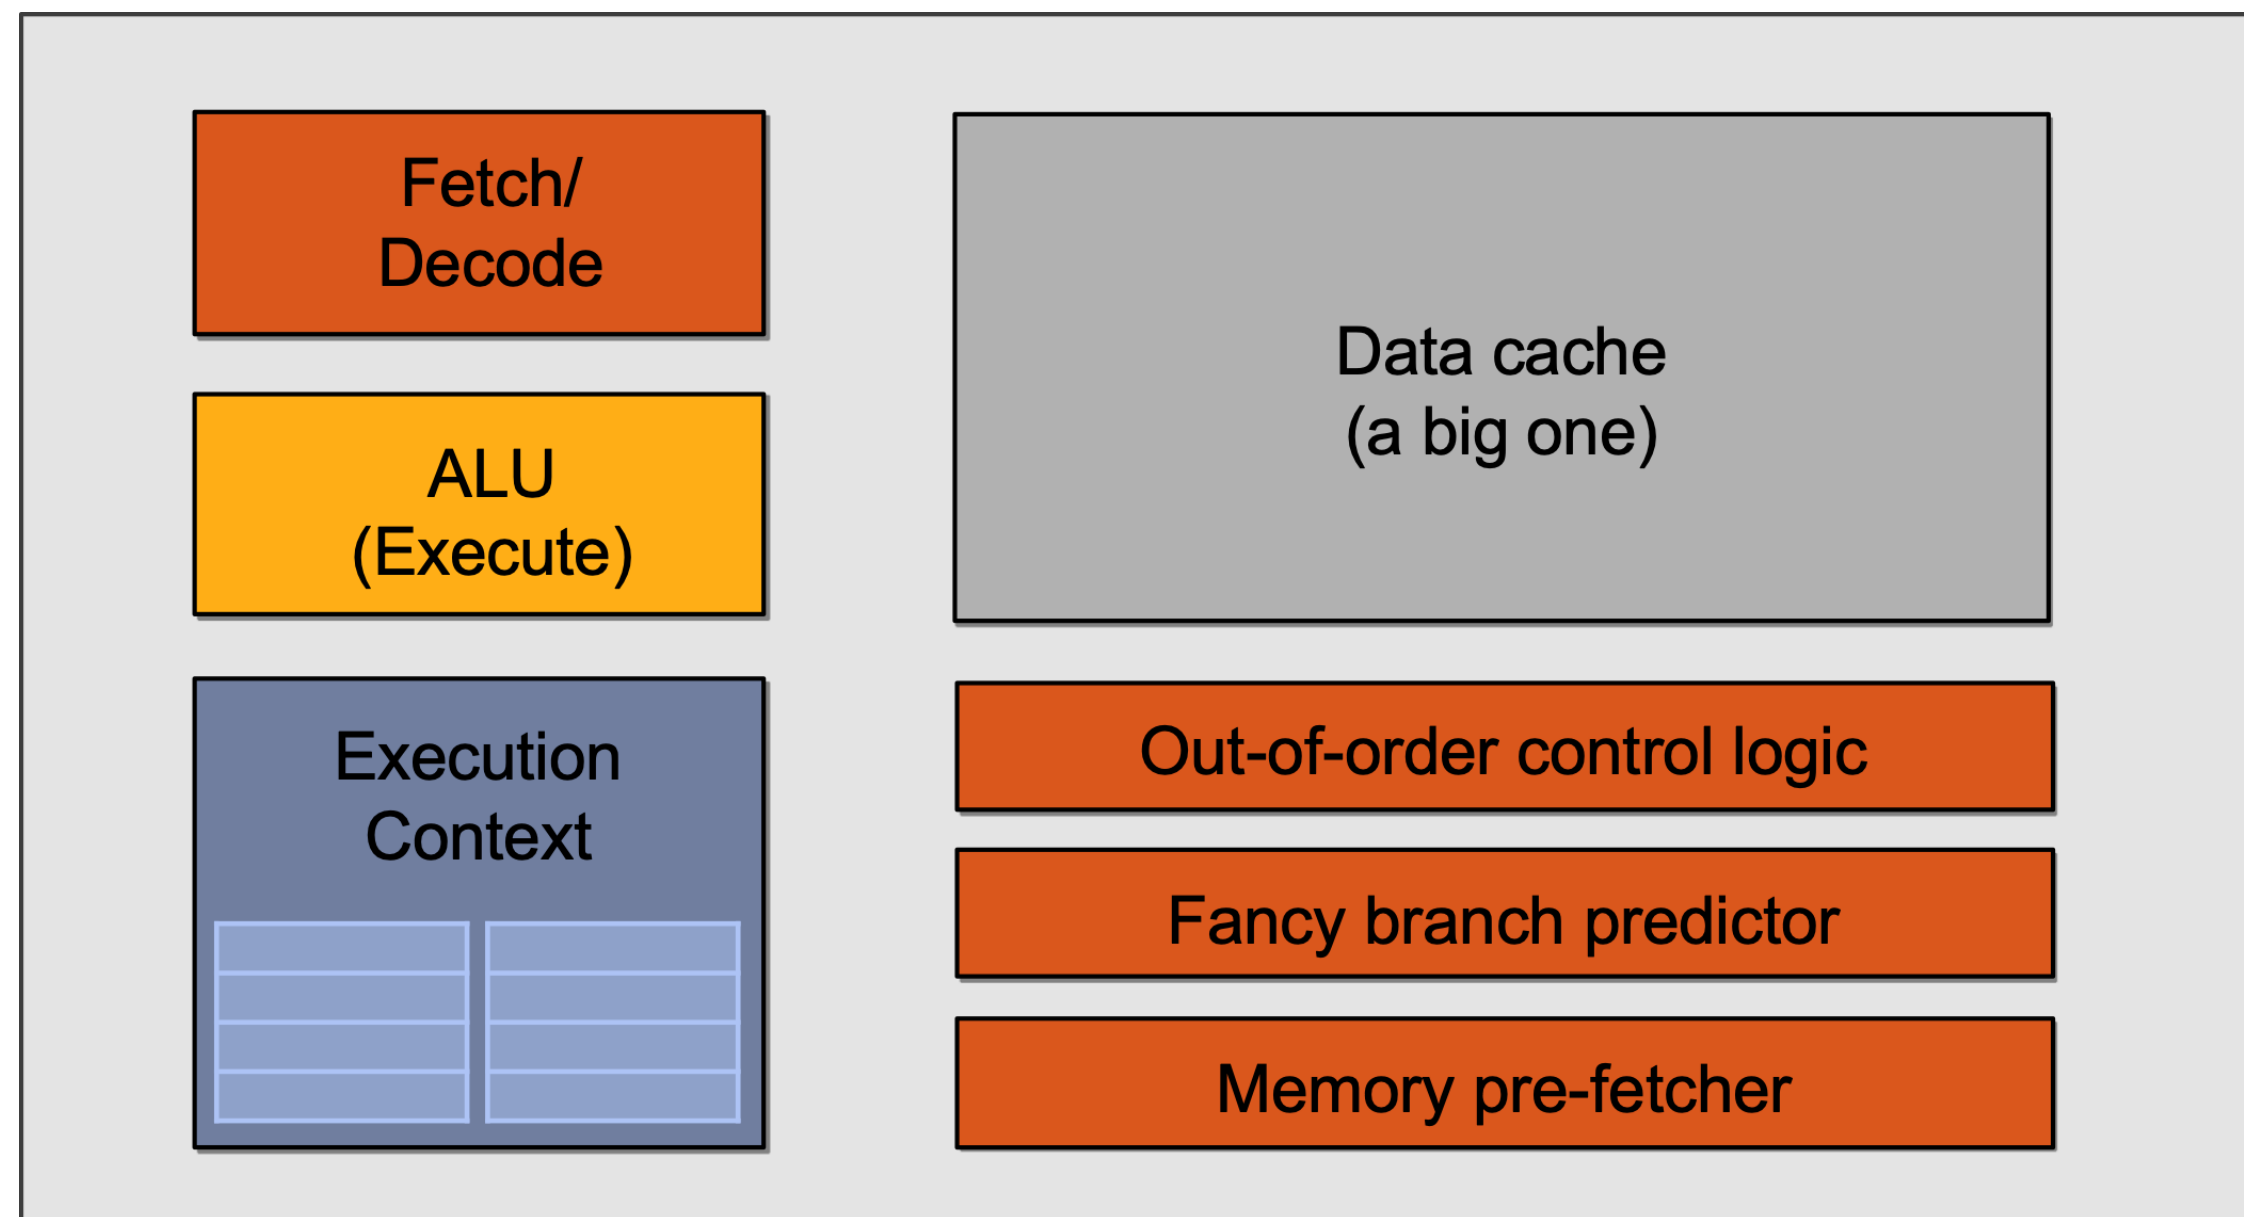 Fetch/
Decode
ALU
(Execute)
Execution
Context
Data cache
(a big one)
Out-of-order control logic
Fancy branch predictor
Memory pre-fetcher